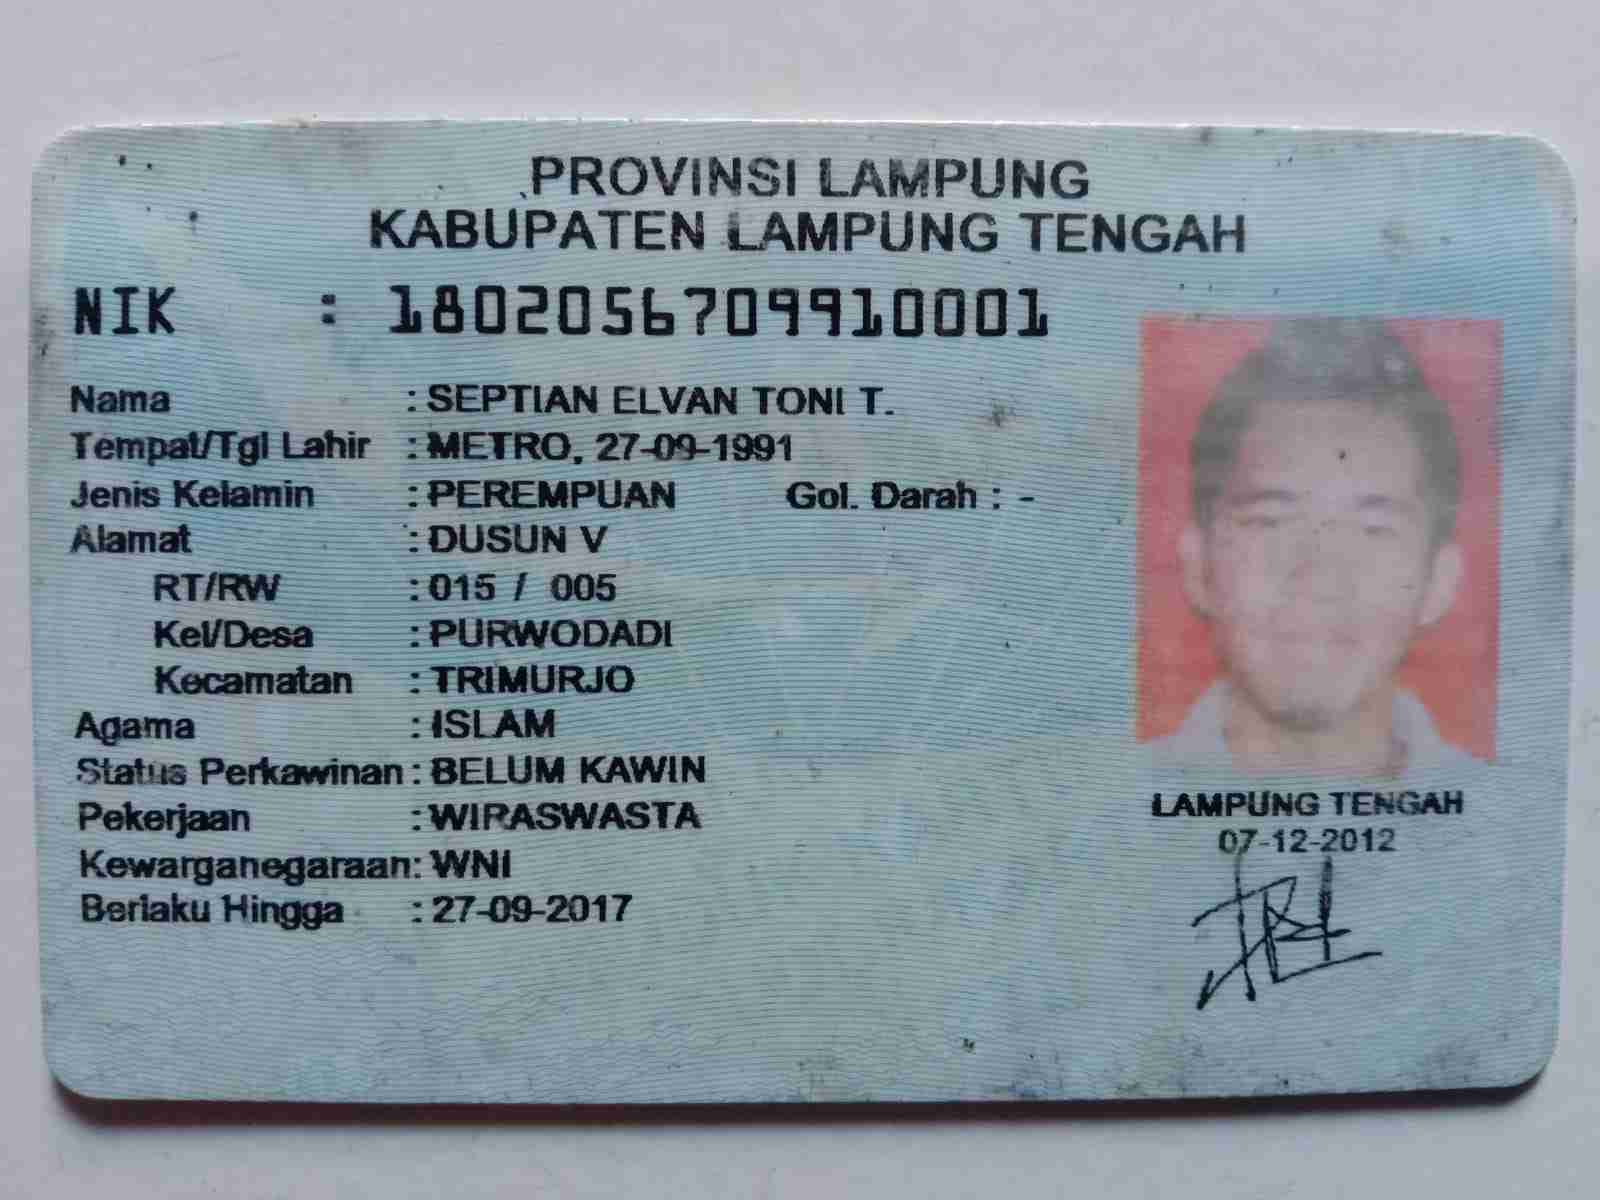 PROVINSI LAMPUNG
KABUPATEN LAMPUNG TENGAH
NIK : 1802056709910001
Nama : SEPTIAN ELVAN TONI T.
Tempat/Tgl Lahir : METRO, 27-09-1991
Jenis Kelamin : PEREMPUAN Gol. Darah : -
Alamat : DUSUN V
RT/RW : 015 / 005
Kel/Desa : PURWODADI
Kecamatan : TRIMURJO
Agama : ISLAM
Status Perkawinan : BELUM KAWIN
Pekerjaan : WIRASWASTA
Kewarganegaraan : WNI
Berlaku Hingga : 27-09-2017
LAMPUNG TENGAH
07-12-2012